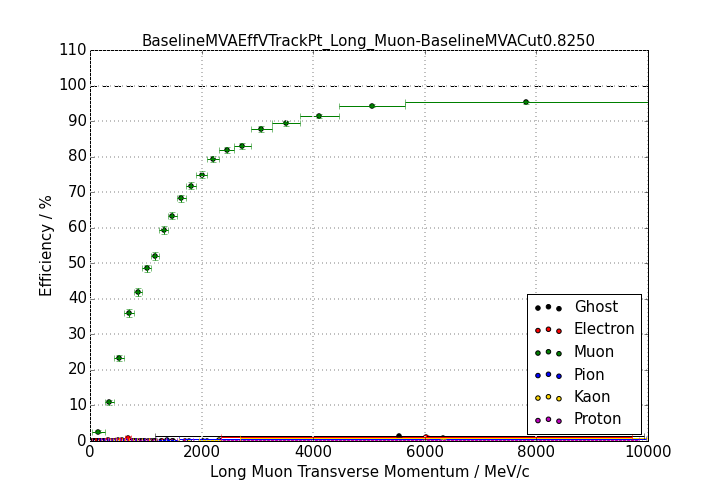 BaselineMVAEffVTrackPt_Long_Muon-BaselineMVACut0.8250
110
100
90
80
70
60
50
40
30
20
10
0
Efficiency / %
0 2000 4000 6000 8000 10000
Long Muon Transverse Momentum / MeV/c
Ghost
Electron
Muon
Pion
Kaon
Proton